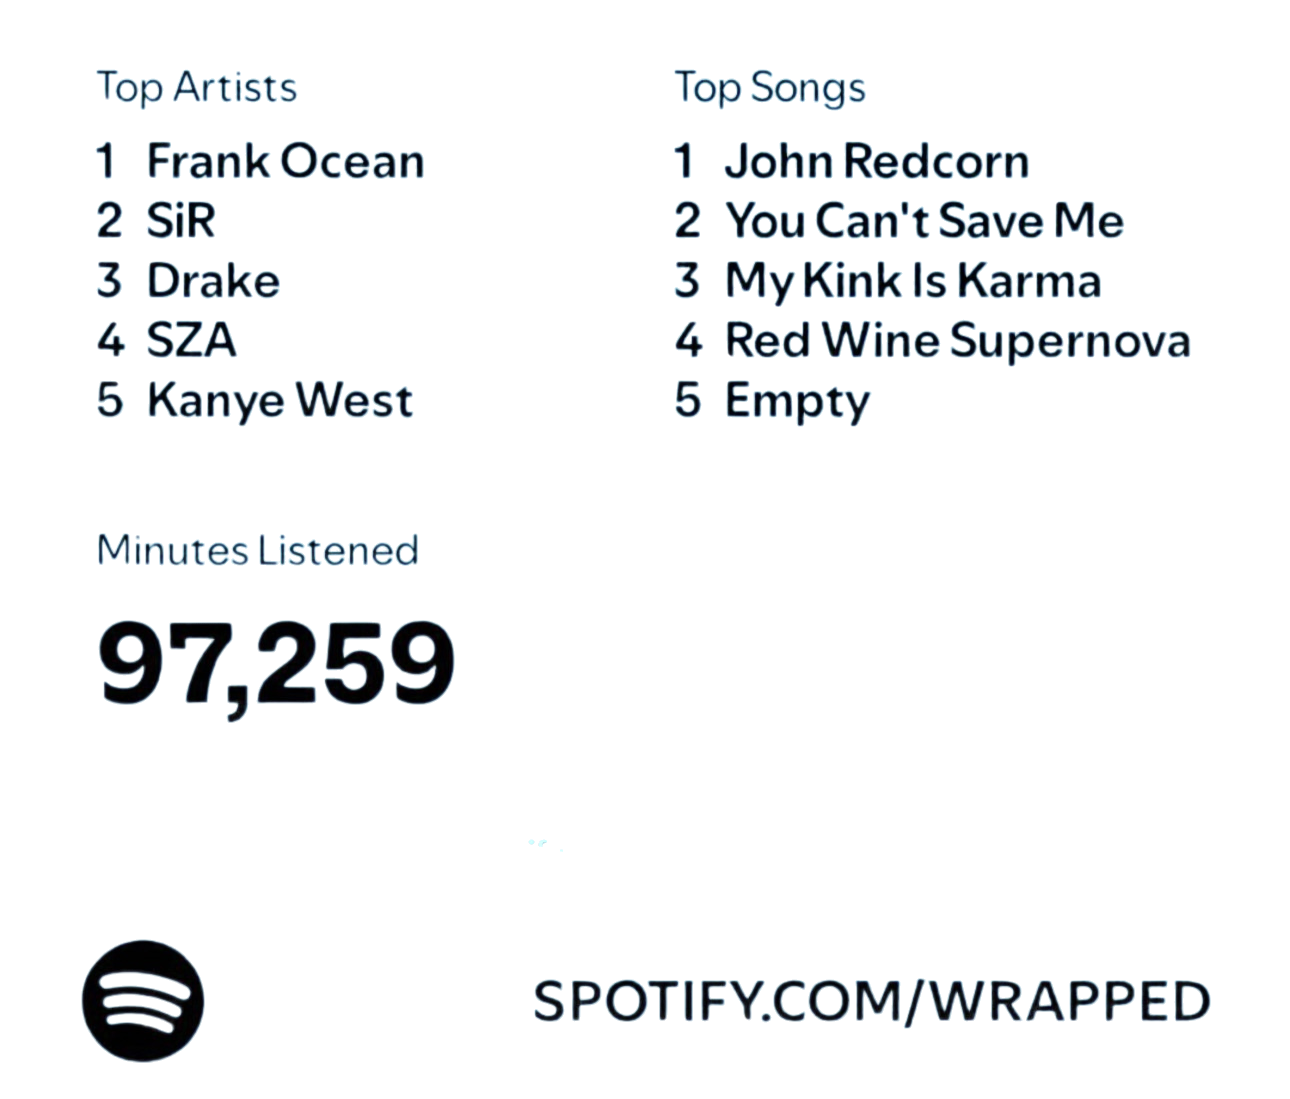 Top Artists
1 Frank Ocean
2 SiR
3 Drake
4 SZA
5 Kanye West
Top Songs
1 John Redcorn
2 You Can't Save Me
3 My Kink Is Karma
4 Red Wine Supernova
5 Empty
Minutes Listened
97,259
SPOTIFY.COM/WRAPPED